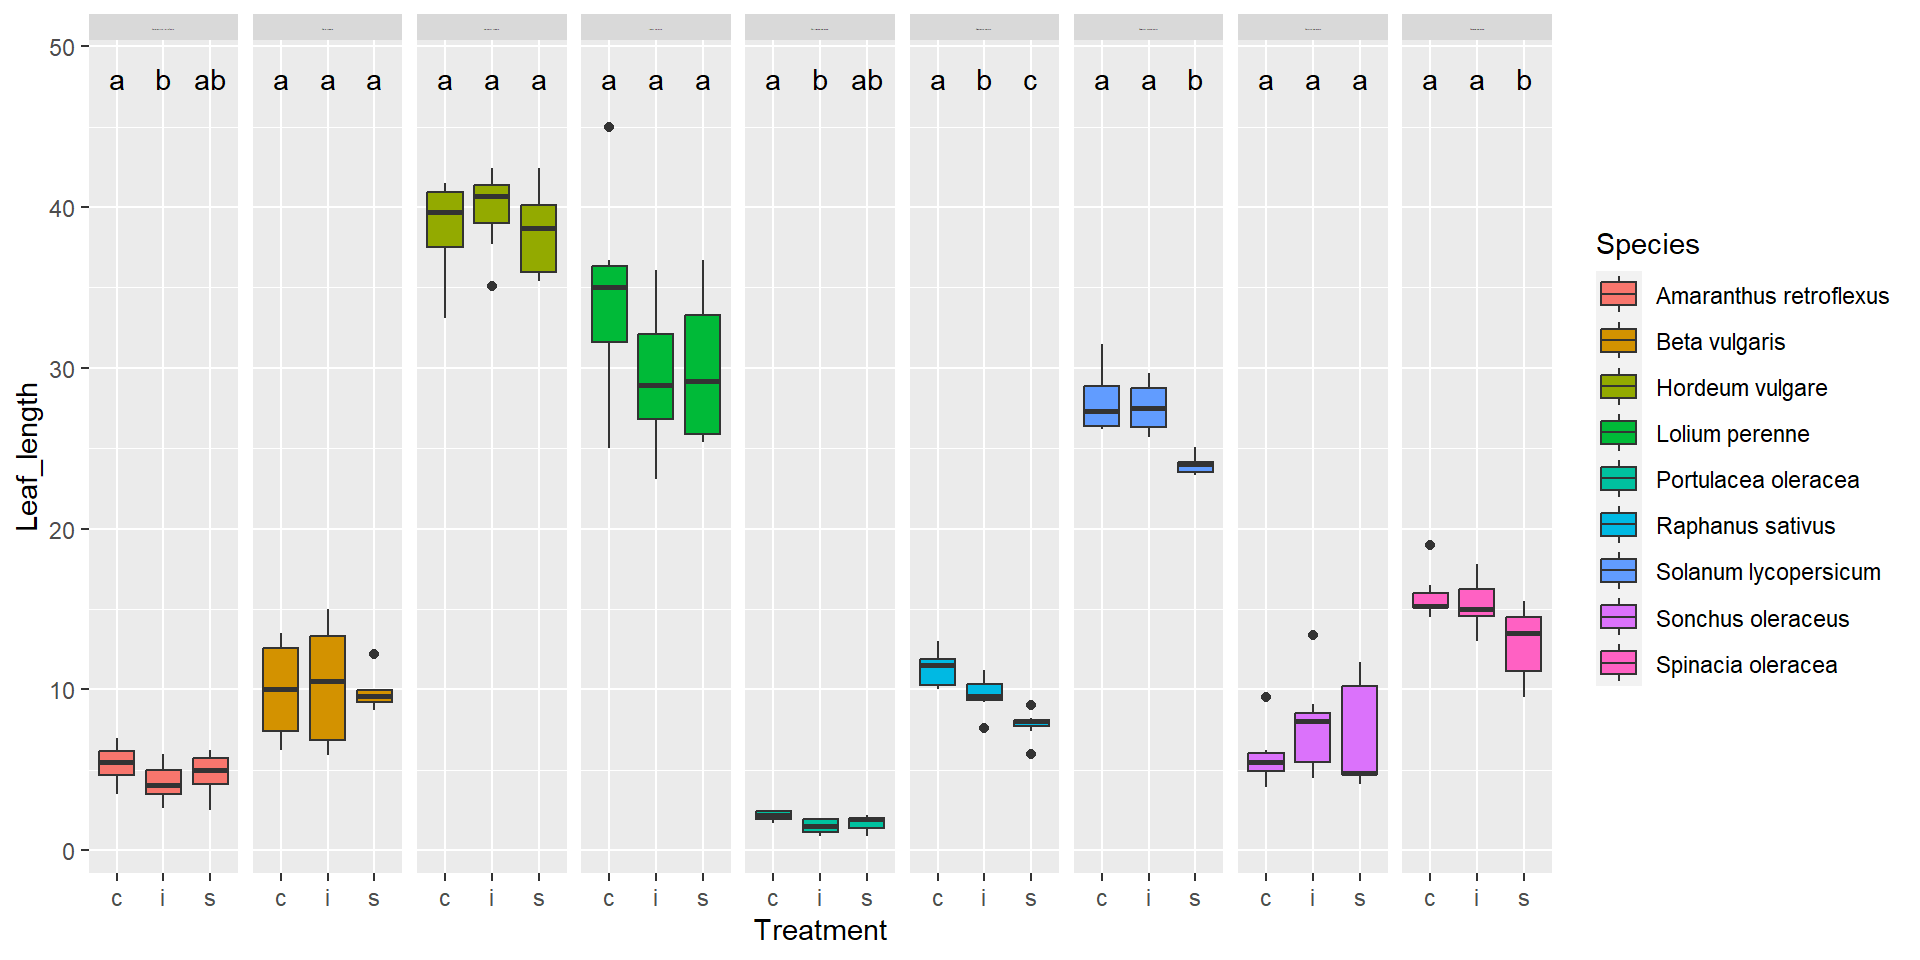 50
a b ab a a a a a a a a a a b ab a b c a a b a a a a a b
40
30
20
10
0
Leaf_length
c i s c i s c i s c i s c i s c i s c i s c i s c i s
Treatment
Species
Amaranthus retroflexus
Beta vulgaris
Hordeum vulgare
Lolium perenne
Portulacea oleracea
Raphanus sativus
Solanum lycopersicum
Sonchus oleraceus
Spinacia oleracea